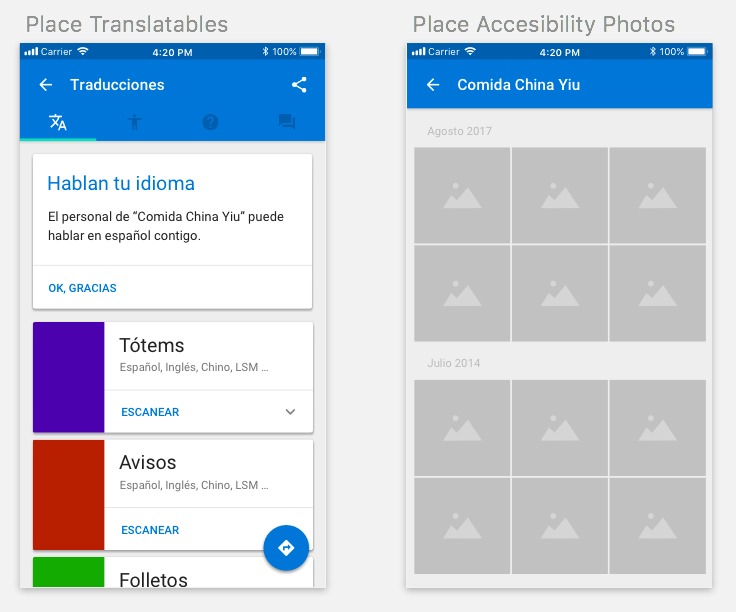 Place Translatables
Carrier 4:20 PM 100%
Traducciones
Hablan tu idioma
El personal de “Comida China Yiu” puede
hablar en español contigo.
OK, GRACIAS
Tótems
Español, Inglés, Chino, LSM ...
ESCANEAR
Avisos
Español, Inglés, Chino, LSM ...
ESCANEAR
Folletos
Place Accesibility Photos
Carrier 4:20 PM 100%
Comida China Yiu
Agosto 2017
Julio 2014